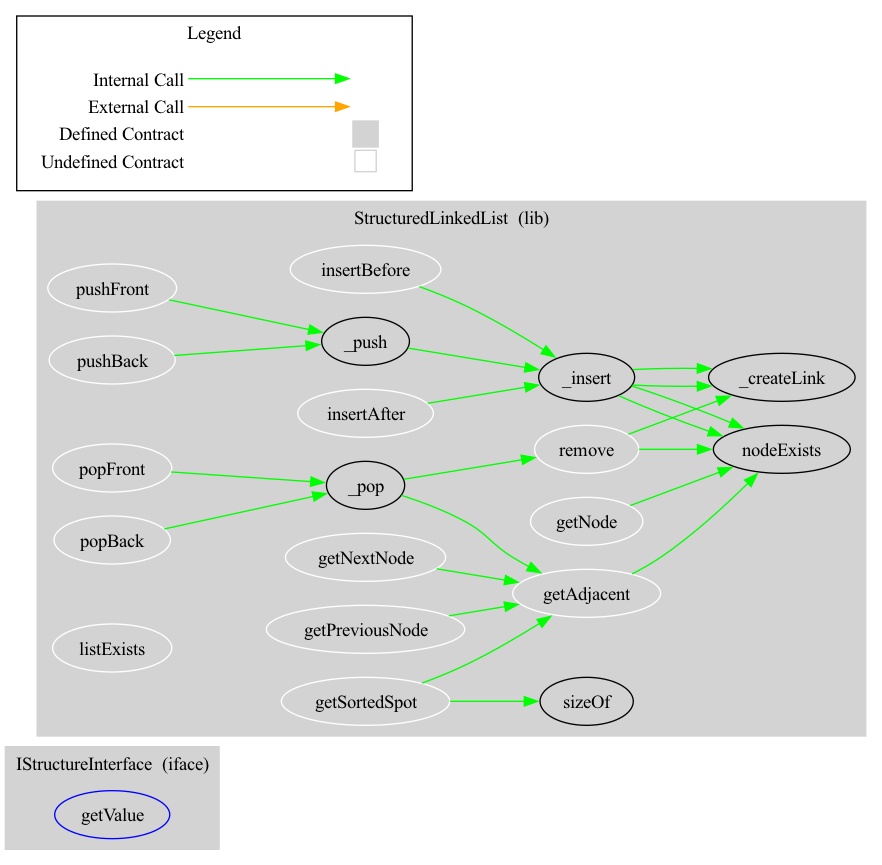 Legend
Internal Call
External Call
Defined Contract
Undefined Contract
StructuredLinkedList (lib)
insertBefore
pushFront
_push
pushBack
_insert
_createLink
insertAfter
remove
nodeExists
popFront
_pop
getNode
popBack
getNextNode
getAdjacent
getPreviousNode
listExists
getSortedSpot
sizeOf
IStructureInterface (iface)
getValue